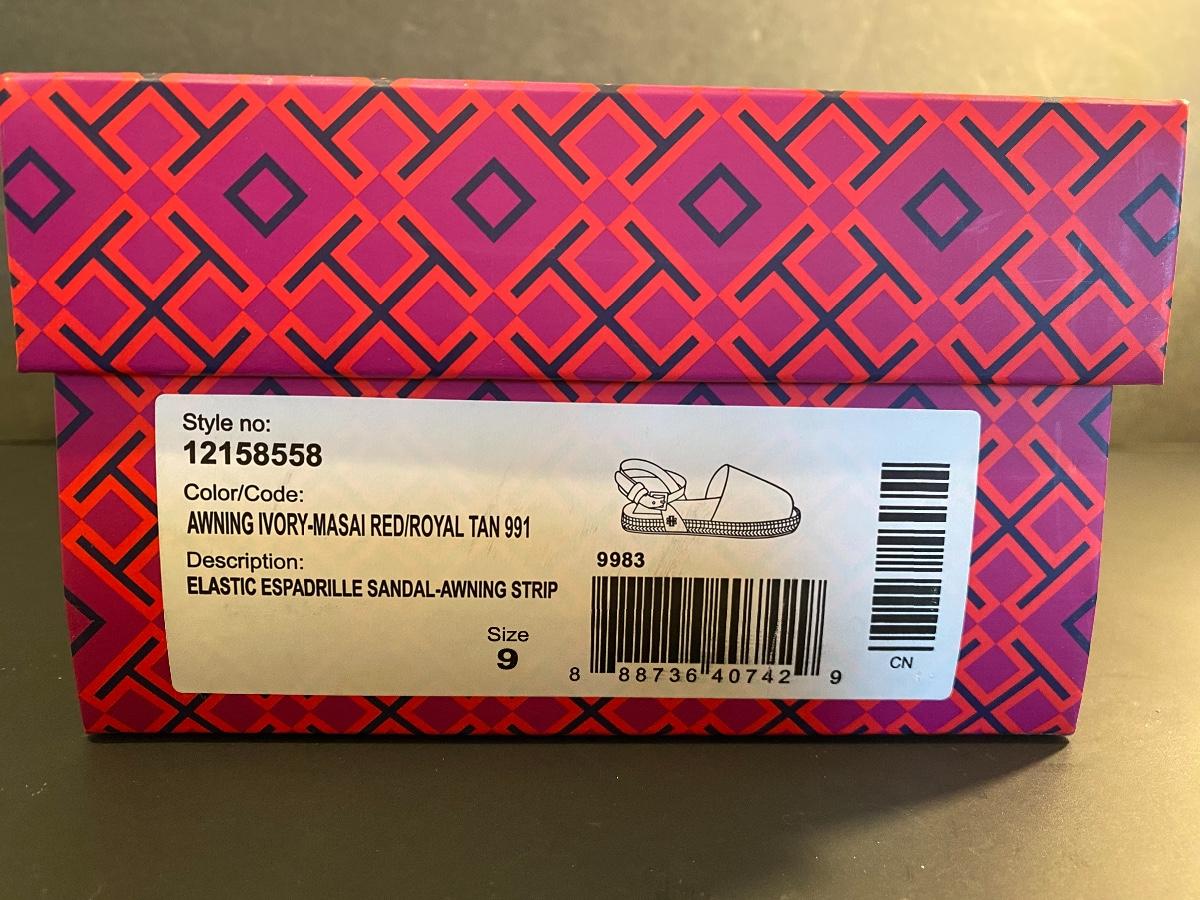 Style no:
12158558
Color/Code:
AWNING IVORY-MASAI RED/ROYAL TAN 991
Description:
ELASTIC ESPADRILLE SANDAL-AWNING STRIP
Size
9
9983
8 88736 40742 9
CN